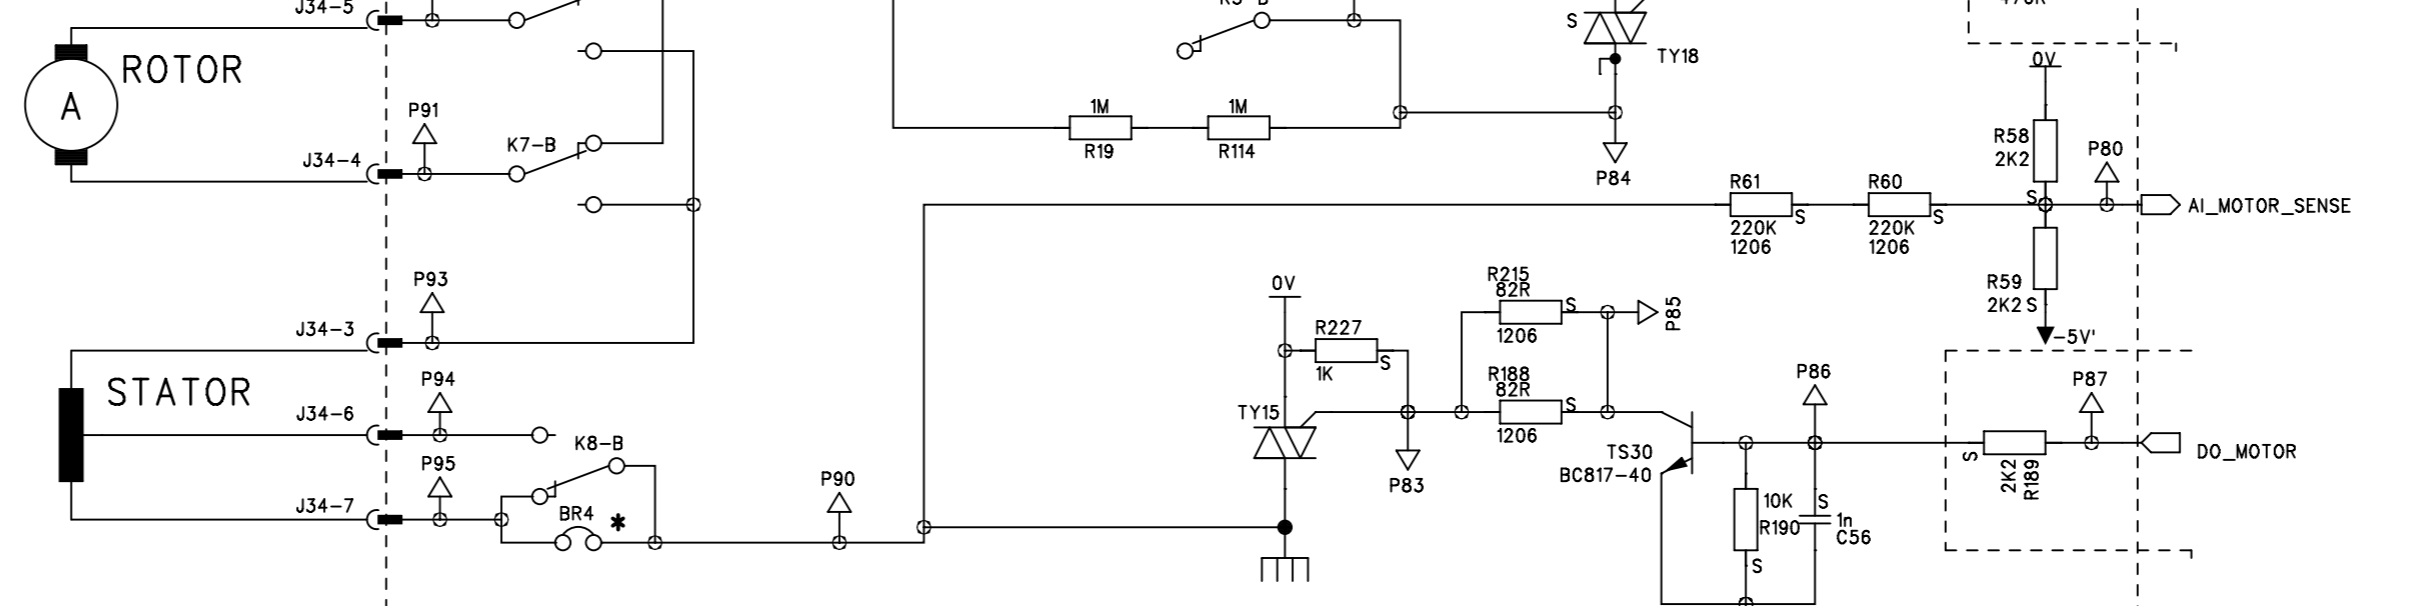 J34-5
ROTOR
A
P91
J34-4
K7-B
S
TY18
1M
R19
1M
R114
P84
0V
R58
2K2
P80
S
R61
S
220K
1206
R60
S
220K
1206
AI_MOTOR_SENSE
R59
2K2 S
-5V'
P93
J34-3
STATOR
P94
J34-6
K8-B
P95
J34-7
BR4 *
P90
0V
R227
S
1K
TY15
P83
R215
82R
S
1206
P85
R188
82R
S
1206
TS30
BC817-40
P86
10K
R190
S
S
1n
C56
P87
S
2K2
R189
DO_MOTOR